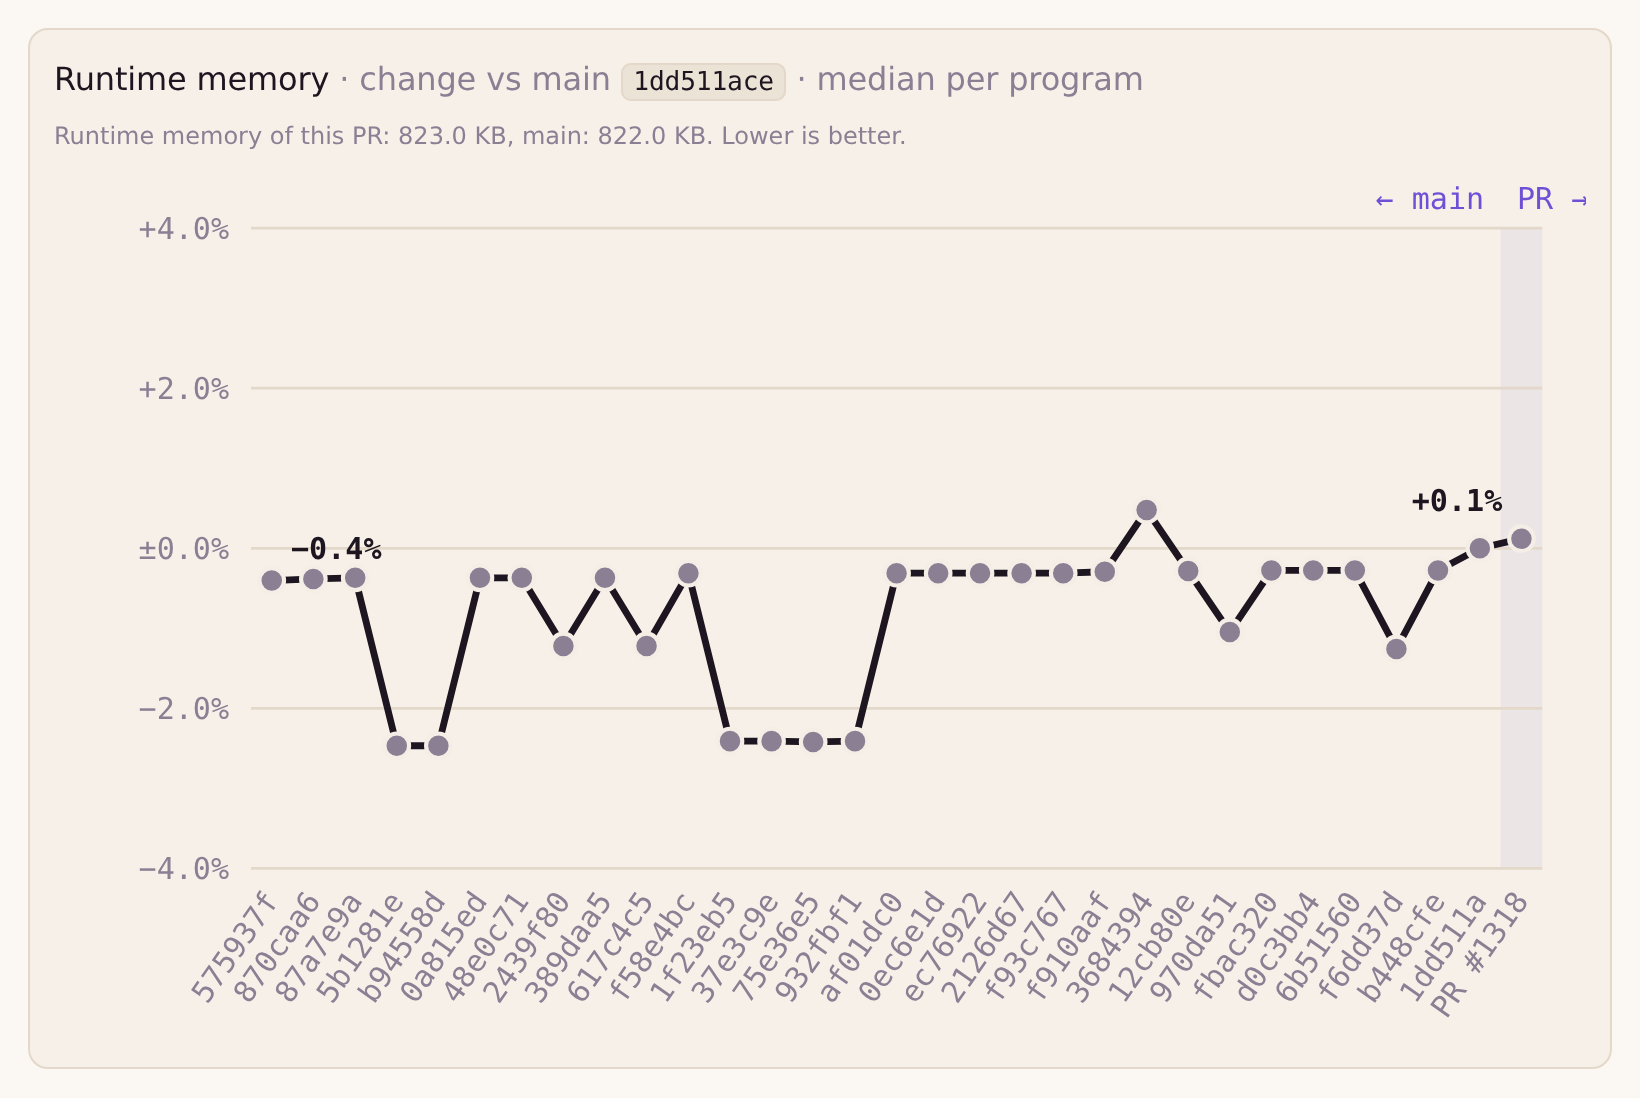 Runtime memory · change vs main 1dd511ace · median per program
Runtime memory of this PR: 823.0 KB, main: 822.0 KB. Lower is better.
← main PR →
+4.0%
+2.0%
±0.0%
−2.0%
−4.0%
−0.4%
+0.1%
575937f
870caa6
87a7e9a
5b1281e
b94558d
0a815ed
48e0c71
2439f80
389daa5
617c4c5
f58e4bc
1f23eb5
37e3c9e
75e36e5
932fbf1
af01dc0
0ec6e1d
ec76922
2126d67
f93c767
f910aaf
3684394
12cb80e
970da51
fbac320
d0c3bb4
6b51560
f6dd37d
b448cfe
1dd511a
PR #1318